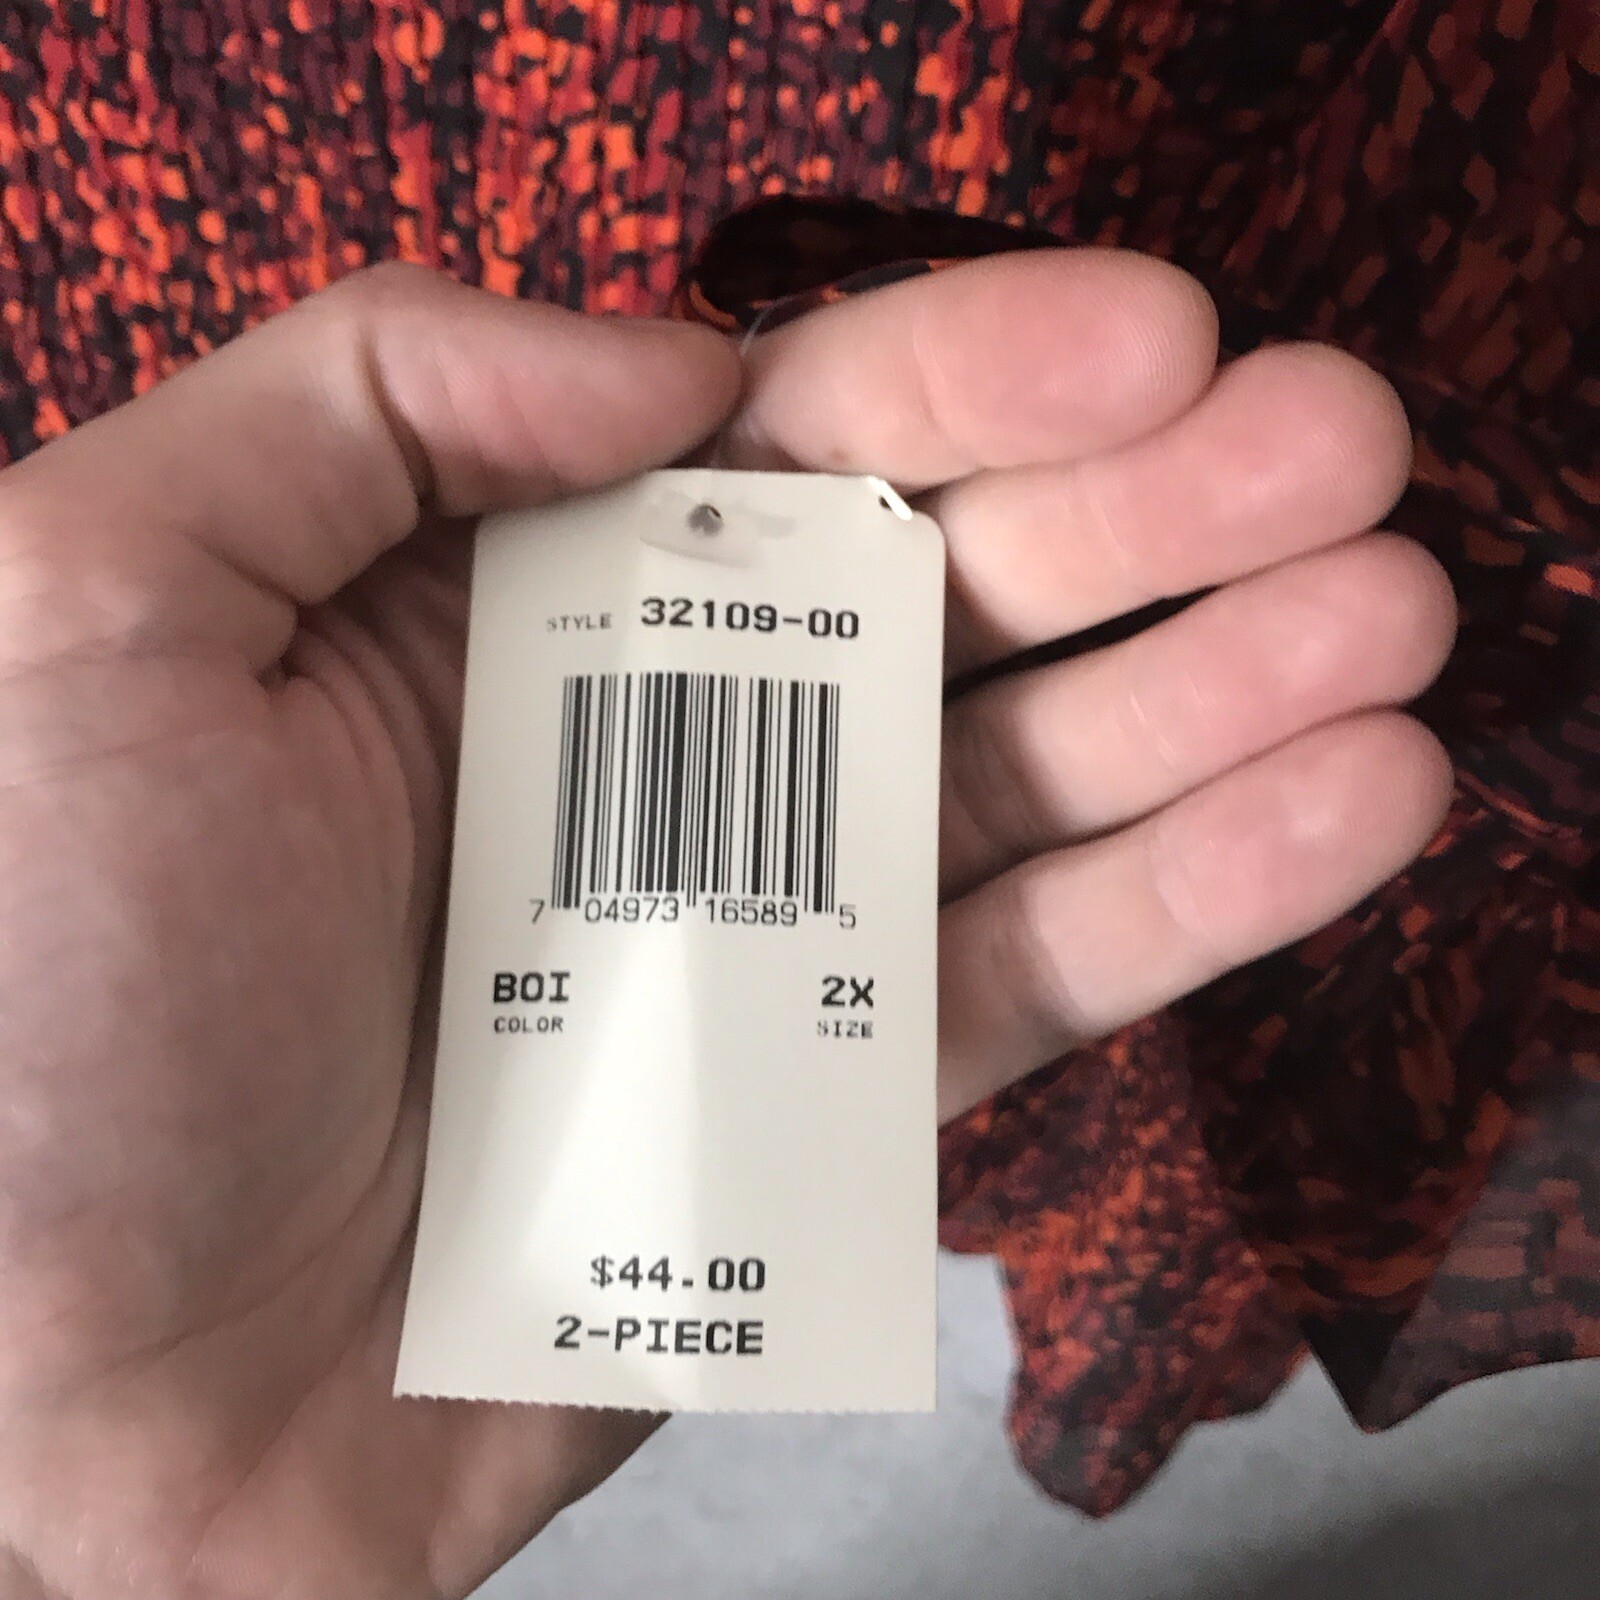 STYLE 32109-00
7 04973 16589 5
BOI 2X
COLOR SIZE
$44.00
2-PIECE